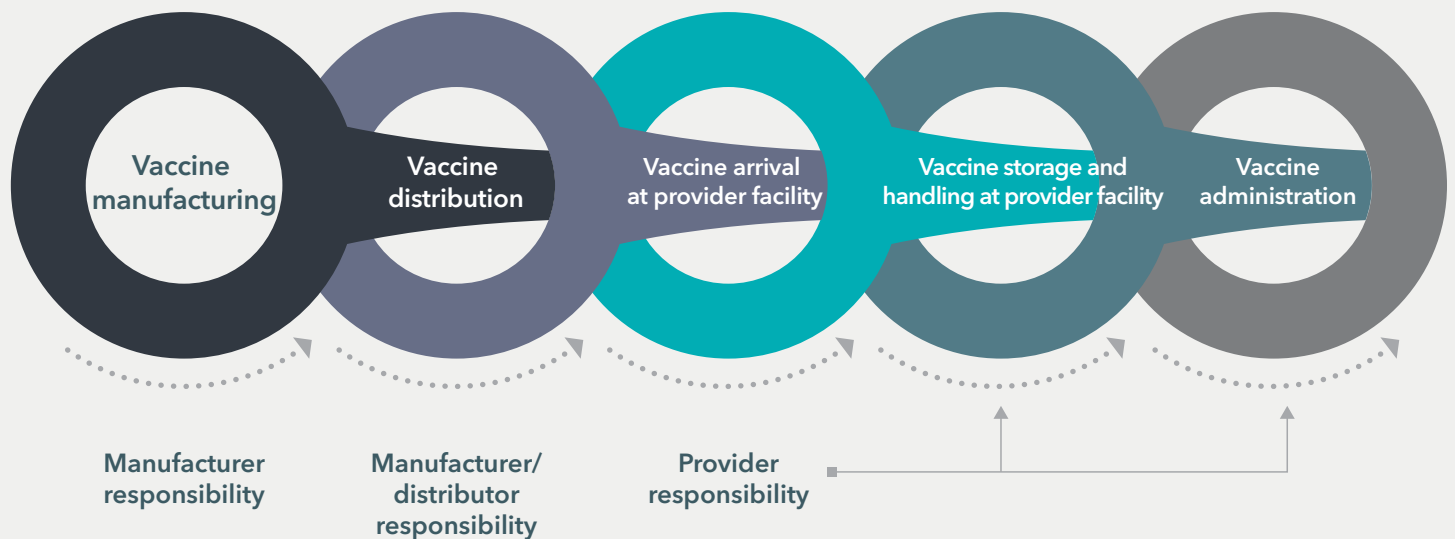 Vaccine
manufacturing
Vaccine
distribution
Vaccine arrival
at provider facility
Vaccine storage and
handling at provider facility
Vaccine
administration
Manufacturer
responsibility
Manufacturer/
distributor
responsibility
Provider
responsibility